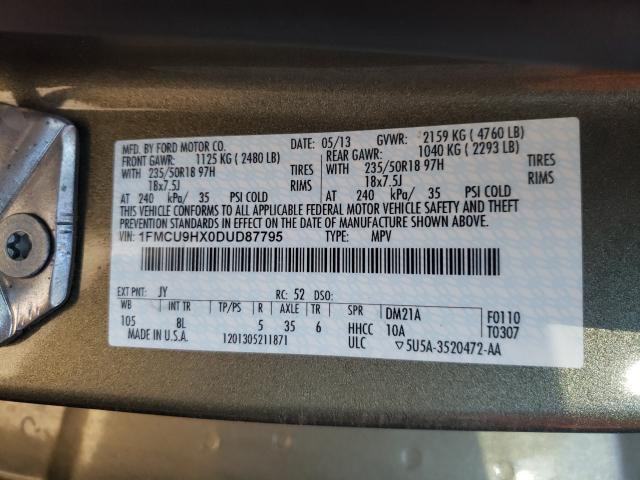 MFD. BY FORD MOTOR CO. 05/13 GVWR: 2159 KG ( 4760 LB)
FRONT GAWR: 1125 KG ( 2480 LB) REAR GAWR: 1040 KG ( 2293 LB)
WITH 235/50R18 97H TIRES WITH 235/50R18 97H TIRES
18x7.5J RIMS 18x7.5J RIMS
AT 240 kPa/ 35 PSI COLD AT 240 kPa/ 35 PSI COLD
THIS VEHICLE CONFORMS TO ALL APPLICABLE FEDERAL MOTOR VEHICLE SAFETY AND THEFT
PREVENTION STANDARDS IN EFFECT ON THE DATE OF MANUFACTURE SHOWN ABOVE.
VIN: 1FMCU9HX0DUD87795 TYPE: MPV
EXT PNT: JY RC: 52 DSO:
WB INT TR TP/PS R AXLE TR SPR DM21A F0110
105 8L 5 35 6 HHCC 10A T0307
MADE IN U.S.A. 1201305211871 ULC ▽5U5A-3520472-AA